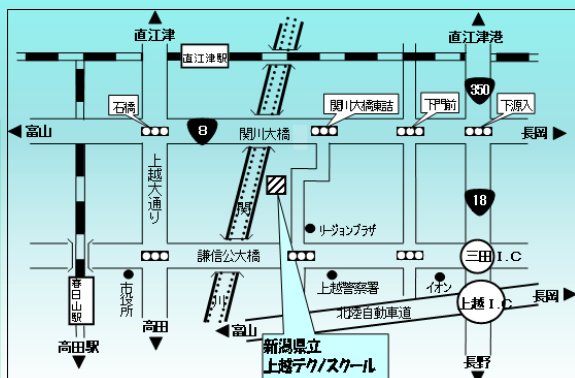 直江津
直江津港
直江津駅
350
石橋
関川大橋東詰
下門前
下源入
富山
8
関川大橋
長岡
上越大通り
関
18
リージョンプラザ
謙信公大橋
三田I.C
春日山駅
市役所
上越警察署
イオン
川
北陸自動車道
上越I.C
長岡
高田
富山
高田駅
新潟県立
上越テクノスクール
長野